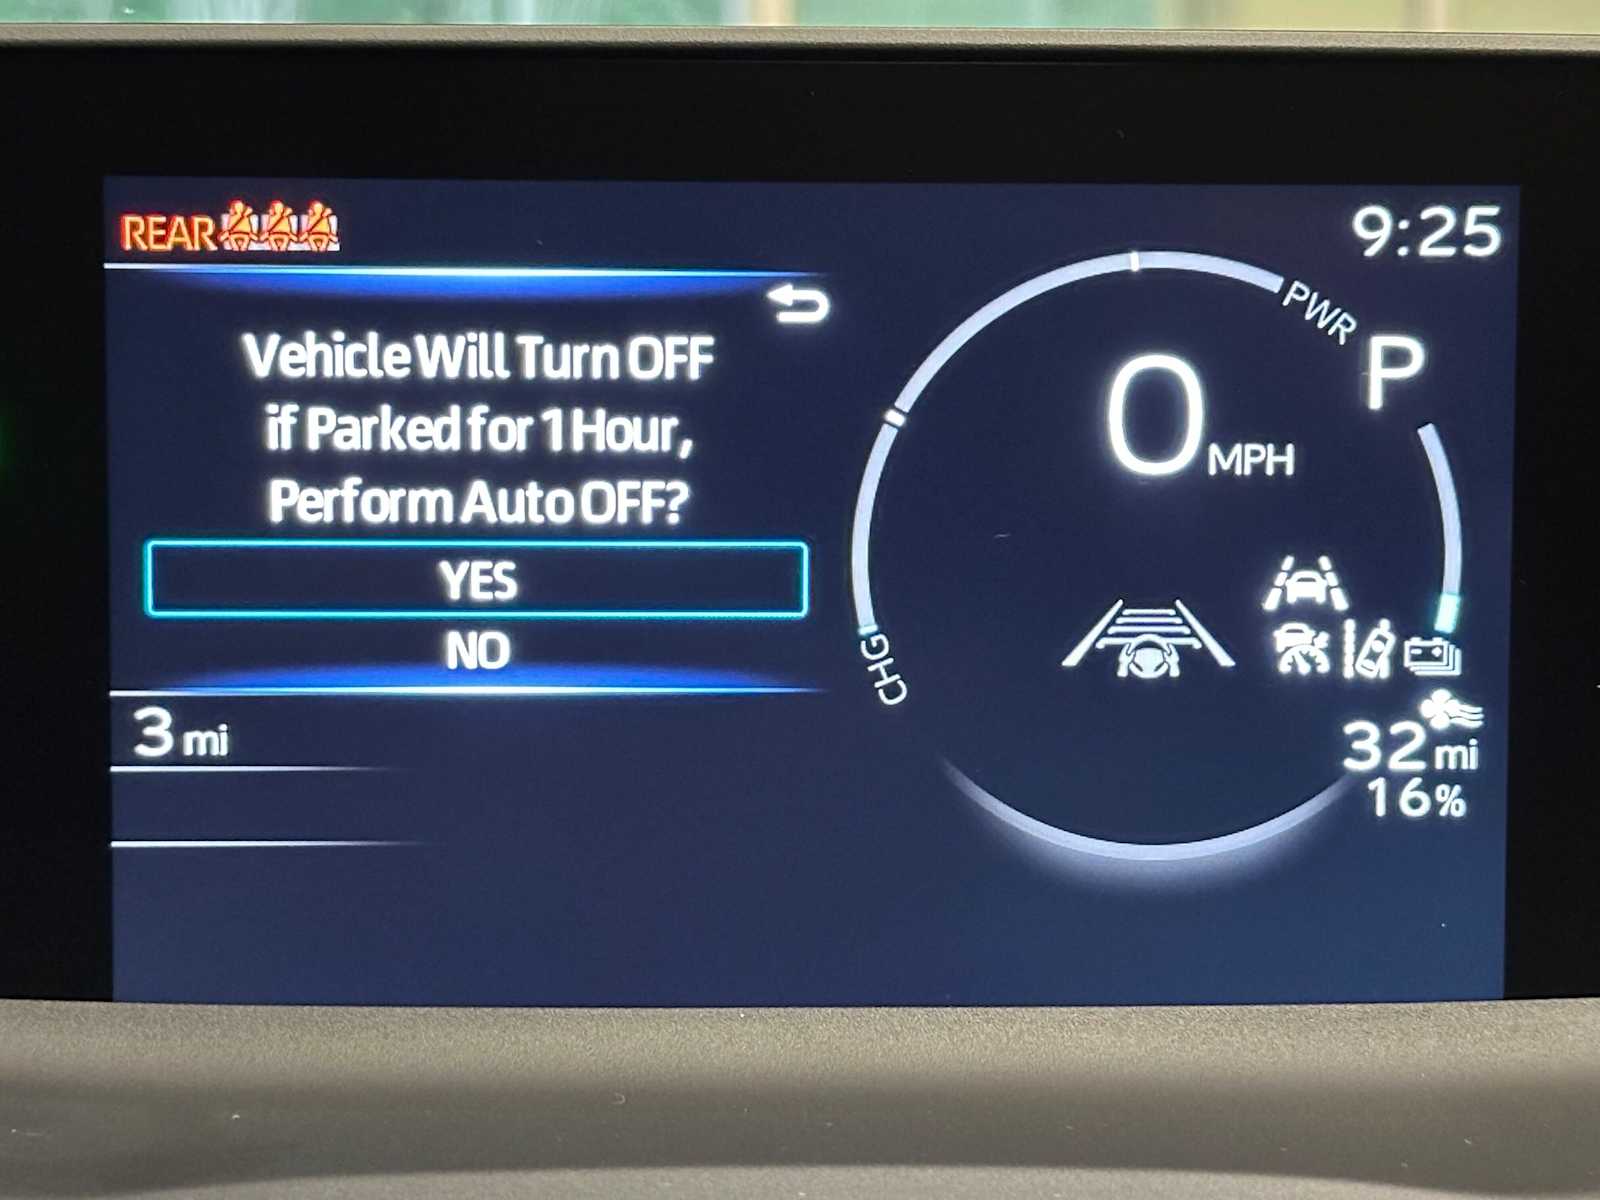 REAR
9:25
Vehicle Will Turn OFF
if Parked for 1 Hour,
Perform Auto OFF?
YES
NO
3 mi
PWR
P
0 MPH
CHG
32 mi
16%